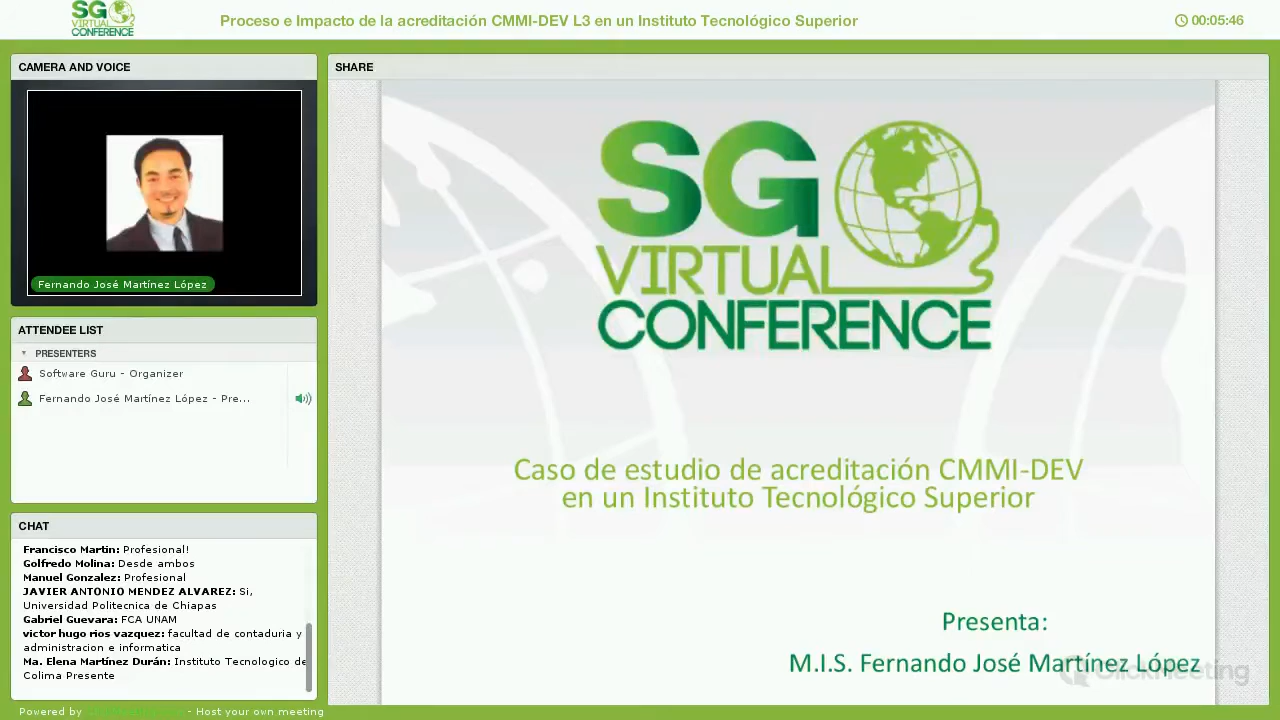 SG
VIRTUAL
CONFERENCE
Proceso e Impacto de la acreditación CMMI-DEV L3 en un Instituto Tecnológico Superior
00:05:46
CAMERA AND VOICE
Fernando José Martínez López
ATTENDEE LIST
PRESENTERS
Software Guru - Organizer
Fernando José Martínez López - Pre...
CHAT
Francisco Martin: Profesional!
Golfredo Molina: Desde ambos
Manuel Gonzalez: Profesional
JAVIER ANTONIO MENDEZ ALVAREZ: Si,
Universidad Politecnica de Chiapas
Gabriel Guevara: FCA UNAM
victor hugo rios vazquez: facultad de contaduria y
administracion e informatica
Ma. Elena Martínez Durán: Instituto Tecnologico de
Colima Presente
Powered by - Host your own meeting
SHARE
SG
VIRTUAL
CONFERENCE
Caso de estudio de acreditación CMMI-DEV
en un Instituto Tecnológico Superior
Presenta:
M.I.S. Fernando José Martínez López
ClickMeeting